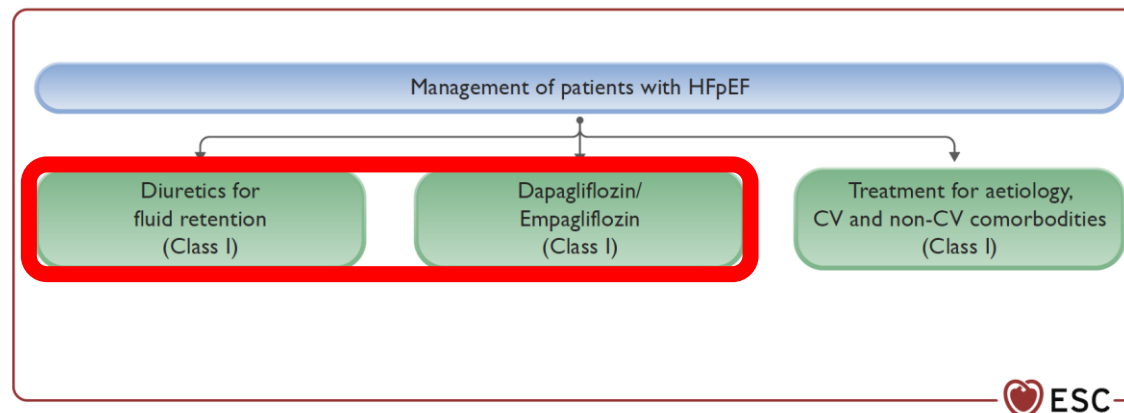 Management of patients with HFpEF
Diuretics for
fluid retention
(Class I)
Dapagliflozin/
Empagliflozin
(Class I)
Treatment for aetiology,
CV and non-CV comorbodities
(Class I)
ESC